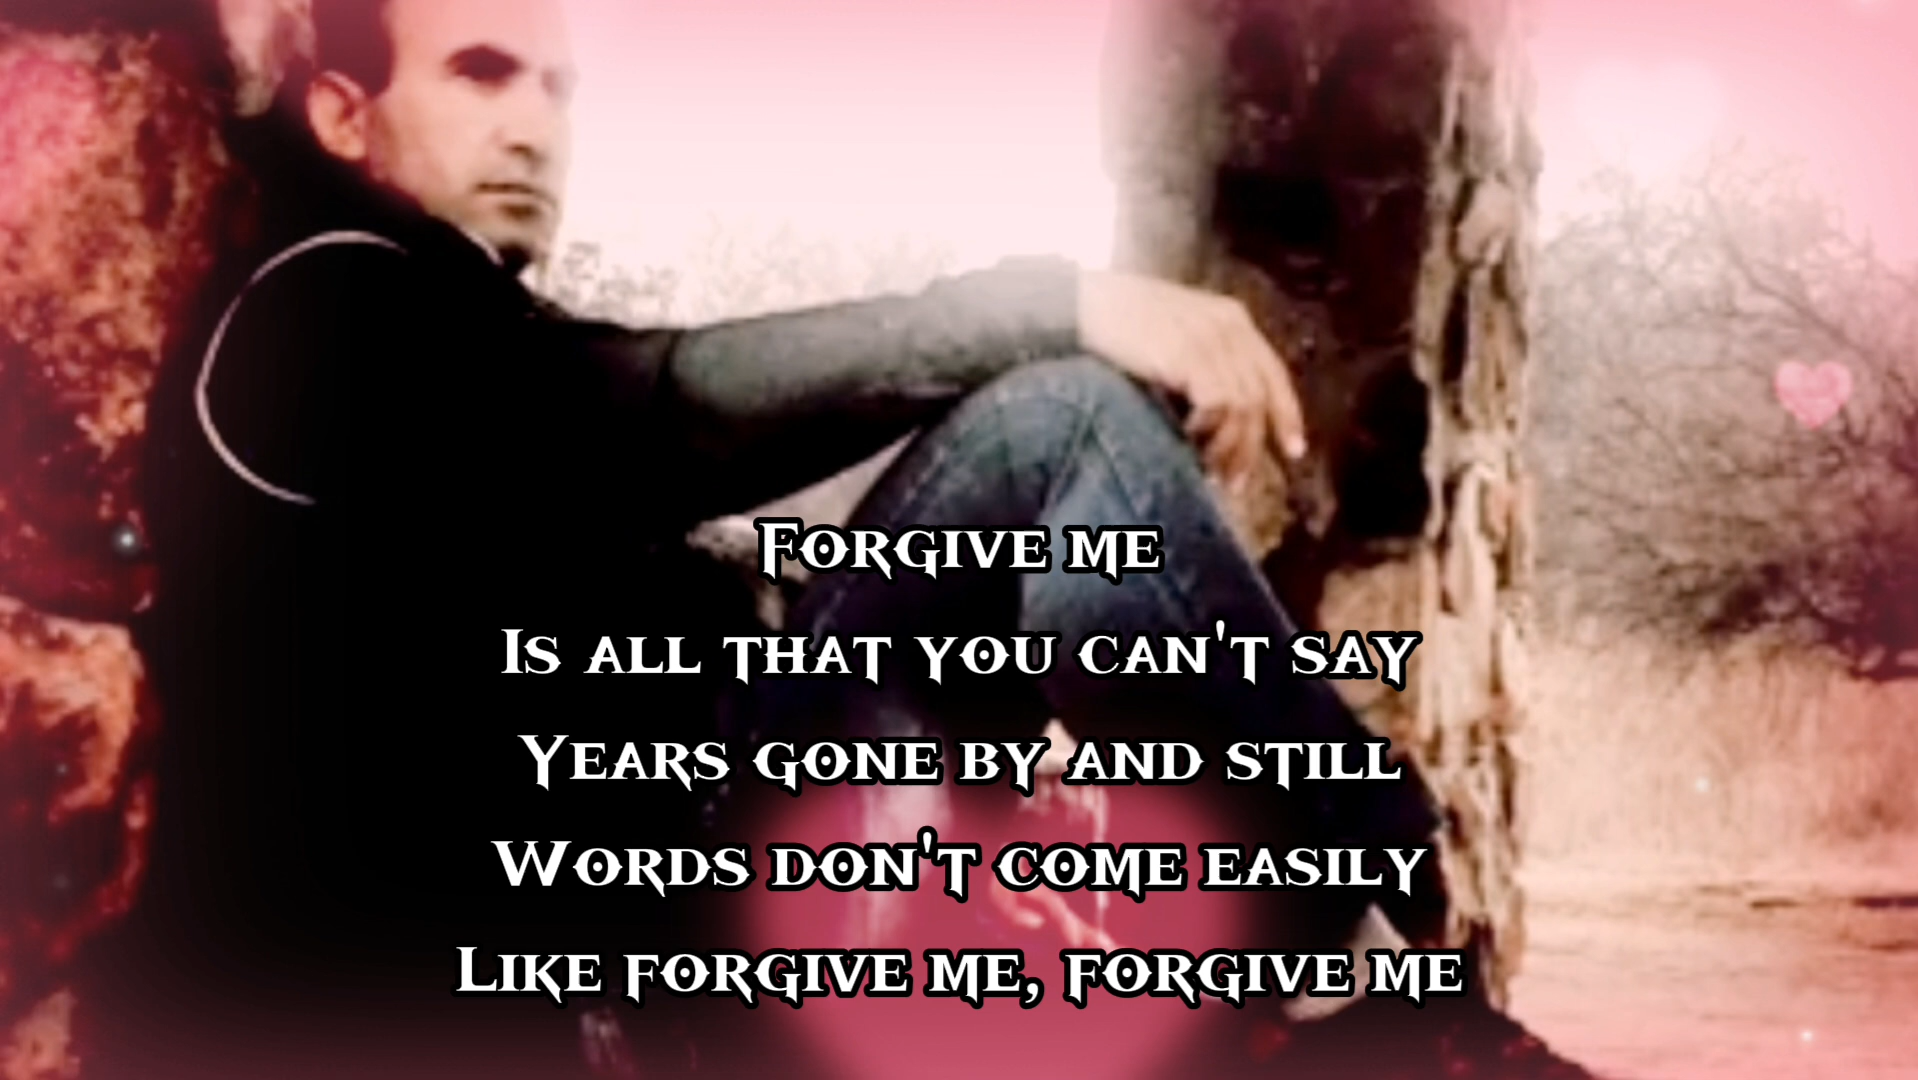 Forgive me
Is all that you can't say
Years gone by and still
Words don't come easily
Like forgive me, forgive me